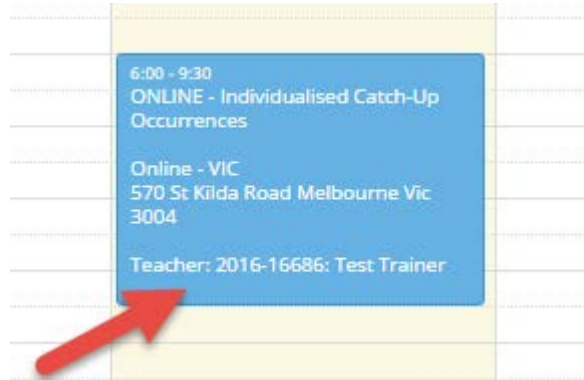 6:00 - 9:30
ONLINE - Individualised Catch-Up
Occurrences
Online - VIC
570 St Kilda Road Melbourne Vic
3004
Teacher: 2016-16686: Test Trainer